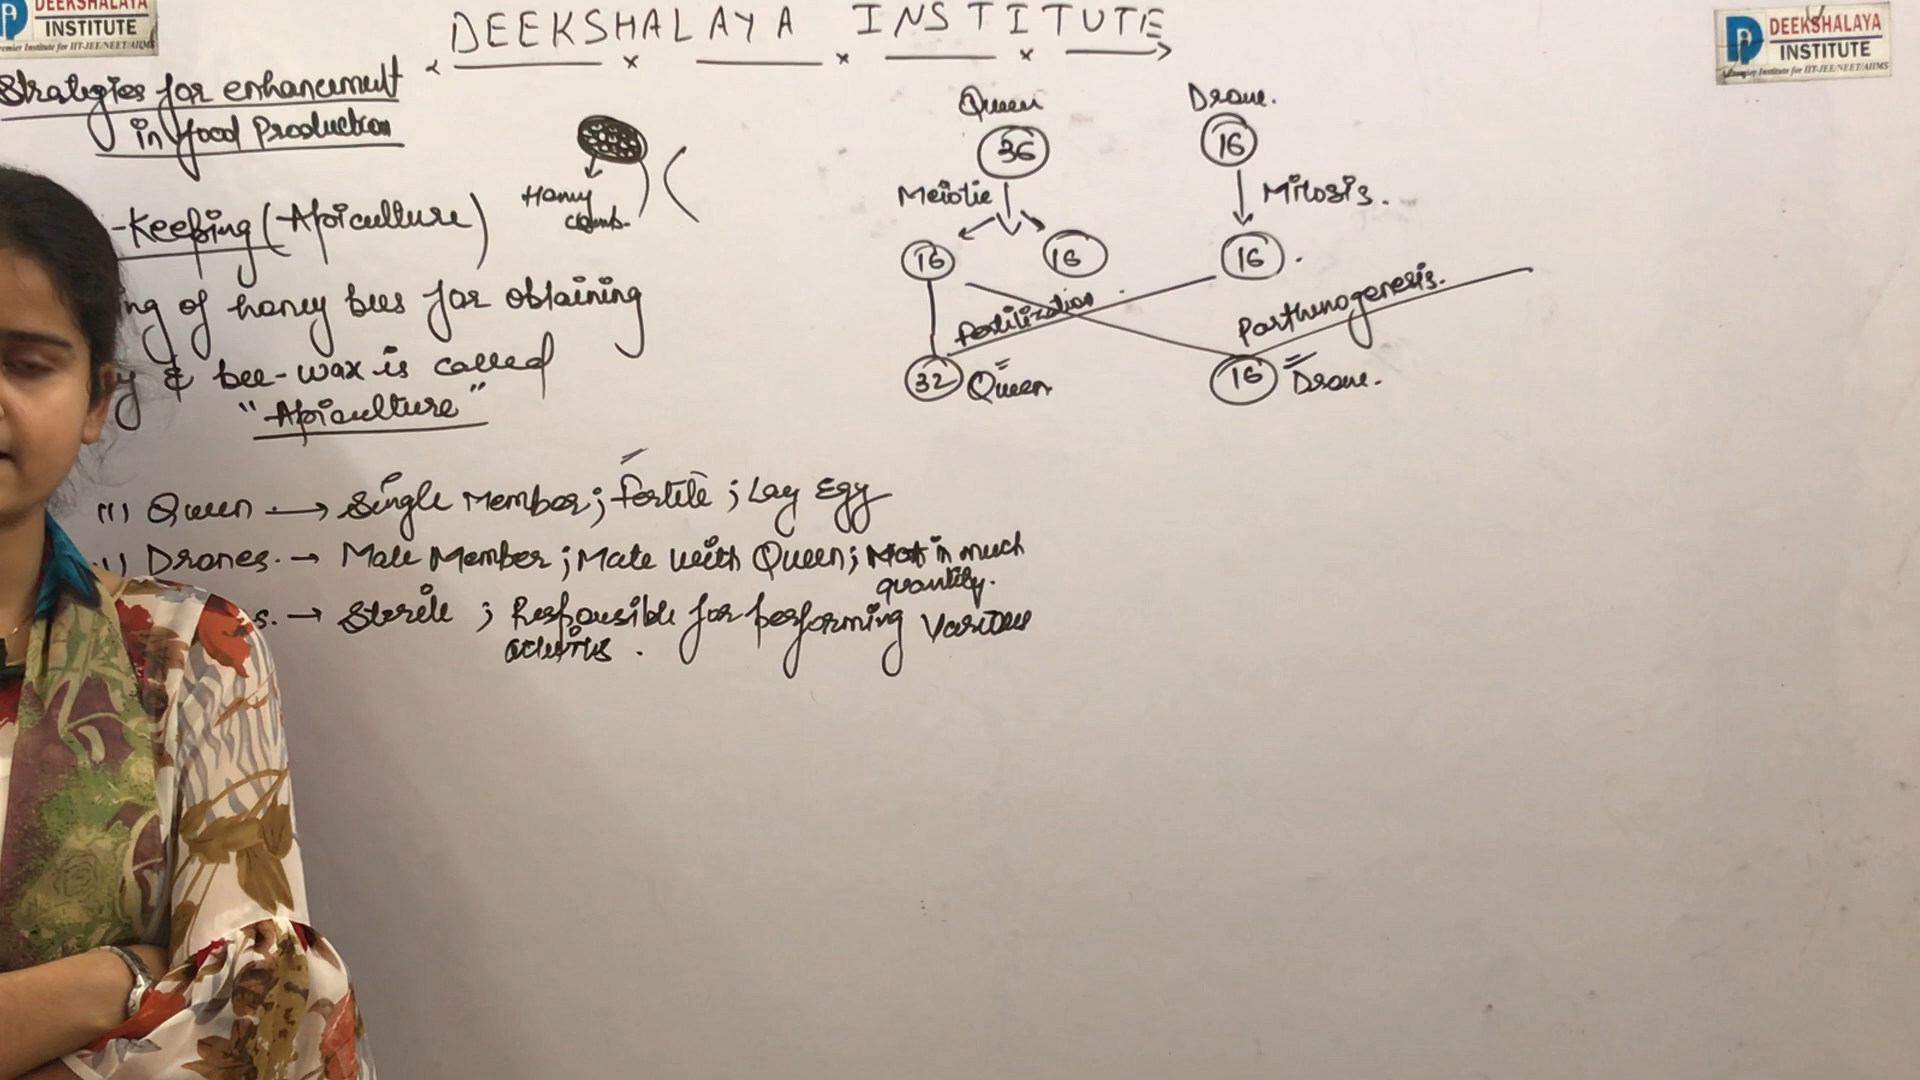 DEEKSHALAYA
INSTITUTE
Premier Institute for IIT-JEE/NEET/AIIMS
DEEKSHALAYA INSTITUTE
DEEKSHALAYA
INSTITUTE
A Premier Institute for IIT-JEE/NEET/AIIMS
Strategies for enhancement
in food Production
-Keeping (Apiculture)
Honey
comb.
ing of honey bees for obtaining
y & bee-wax is called
"Apiculture"
Queen
Drone.
36
16
Meiotic
Mitosis.
16
16
16
Fertilization
Parthenogenesis.
32 Queen
16 Drone.
(1) Queen → Single Member; fertile; Lay Egg
Drones. → Male Member; Mate with Queen; Not in much
quantity.
s. → Sterile; Responsible for performing various